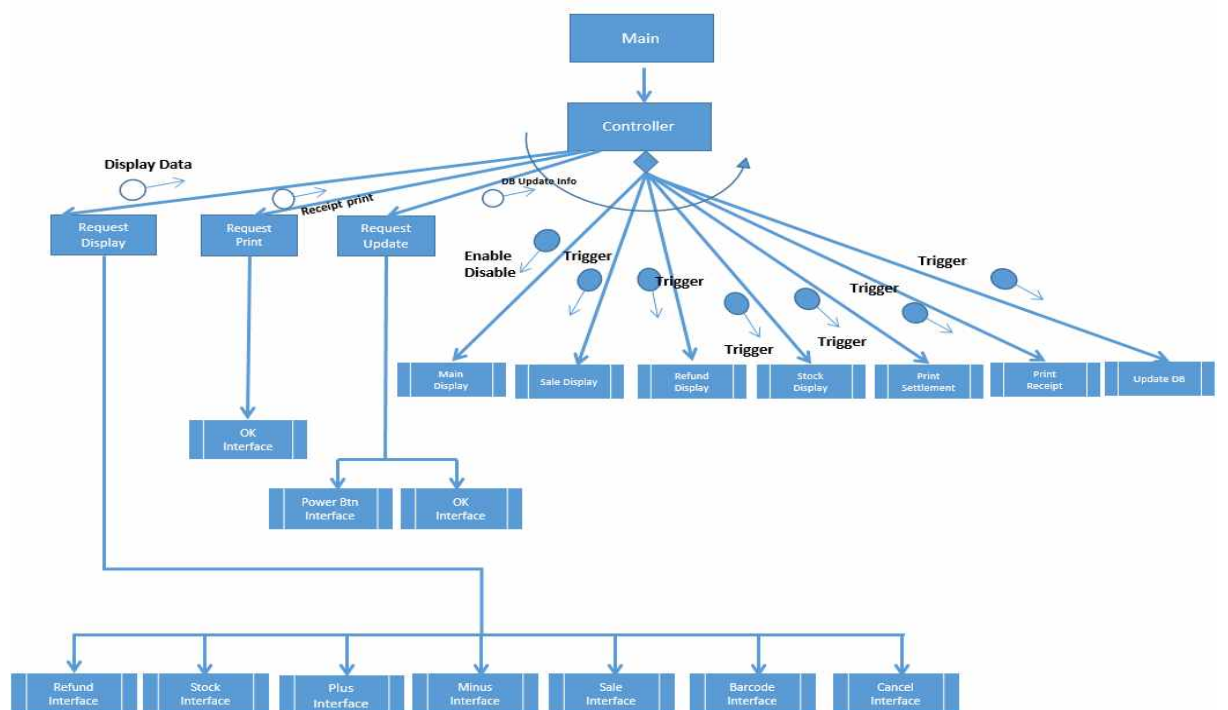 Main
Controller
Display Data
Receipt print
DB Update Info
Request
Display
Request
Print
Request
Update
Enable
Disable
Trigger
Trigger
Trigger
Trigger
Trigger
Trigger
Main
Display
Sale Display
Refund
Display
Stock
Display
Print
Settlement
Print
Receipt
Update DB
OK
Interface
Power Btn
Interface
OK
Interface
Refund
Interface
Stock
Interface
Plus
Interface
Minus
Interface
Sale
Interface
Barcode
Interface
Cancel
Interface